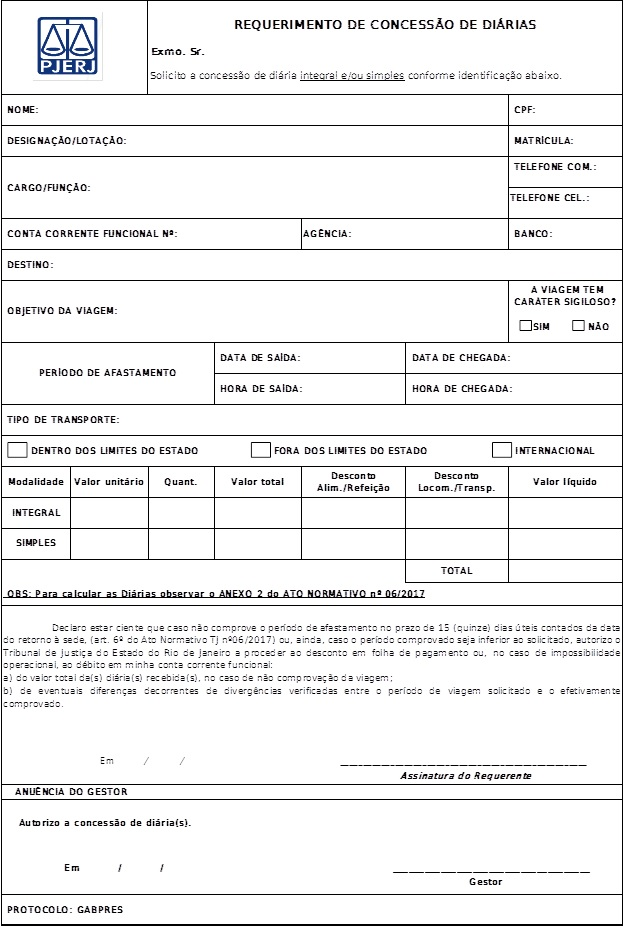 PJERJ
REQUERIMENTO DE CONCESSÃO DE DIÁRIAS
Exmo. Sr.
Solicito a concessão de diária integral e/ou simples conforme identificação abaixo.
NOME:
CPF:
DESIGNAÇÃO/LOTAÇÃO:
MATRÍCULA:
CARGO/FUNÇÃO:
TELEFONE COM.:
TELEFONE CEL.:
CONTA CORRENTE FUNCIONAL Nº:
AGÊNCIA:
BANCO:
DESTINO:
OBJETIVO DA VIAGEM:
A VIAGEM TEM
CARÁTER SIGILOSO?
SIM NÃO
PERÍODO DE AFASTAMENTO
DATA DE SAÍDA:
DATA DE CHEGADA:
HORA DE SAÍDA:
HORA DE CHEGADA:
TIPO DE TRANSPORTE:
DENTRO DOS LIMITES DO ESTADO FORA DOS LIMITES DO ESTADO INTERNACIONAL
Modalidade Valor unitário Quant. Valor total Desconto
Alim./Refeição Desconto
Locom./Transp. Valor líquido
INTEGRAL
SIMPLES
TOTAL
OBS: Para calcular as Diárias observar o ANEXO 2 do ATO NORMATIVO nº 06/2017
Declaro estar ciente que caso não comprove o período de afastamento no prazo de 15 (quinze) dias úteis contados da data
do retorno à sede, (art. 6º do Ato Normativo TJ nº06/2017) ou, ainda, caso o período comprovado seja inferior ao solicitado, autorizo o
Tribunal de Justiça do Estado do Rio de Janeiro a proceder ao desconto em folha de pagamento ou, no caso de impossibilidade
operacional, ao débito em minha conta corrente funcional:
a) do valor total da(s) diária(s) recebida(s), no caso de não comprovação da viagem;
b) de eventuais diferenças decorrentes de divergências verificadas entre o período de viagem solicitado e o efetivamente
comprovado.
Em / /
Assinatura do Requerente
ANUÊNCIA DO GESTOR
Autorizo a concessão de diária(s).
Em / /
Gestor
PROTOCOLO: GABPRES